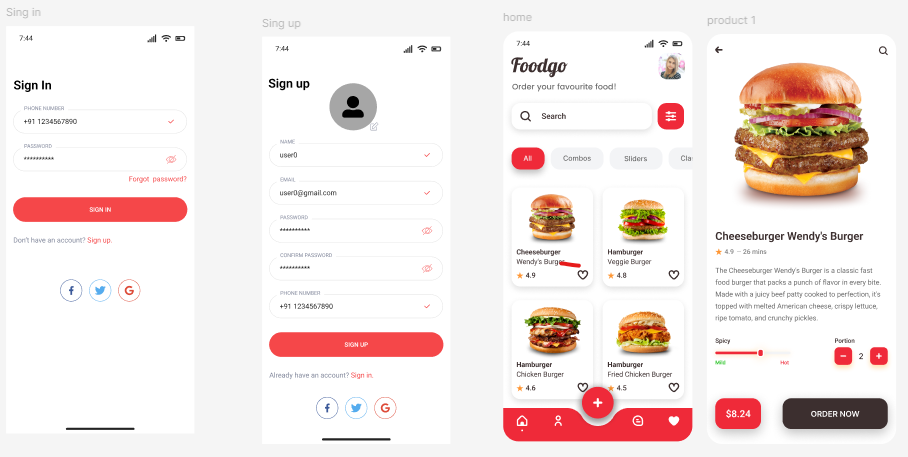 Sing in
7:44
Sign In
PHONE NUMBER
+91 1234567890
PASSWORD
**********
Forgot password?
SIGN IN
Don't have an account? Sign up.
f
G
Sing up
7:44
Sign up
NAME
user0
EMAIL
user0@gmail.com
PASSWORD
**********
CONFIRM PASSWORD
**********
PHONE NUMBER
+91 1234567890
SIGN UP
Already have an account? Sign in.
f
G
home
7:44
Foodgo
Order your favourite food!
Search
All
Combos
Sliders
Cla
Cheeseburger
Wendy's Burger
4.9
Hamburger
Veggie Burger
4.8
Hamburger
Chicken Burger
4.6
Hamburger
Fried Chicken Burger
4.5
product 1
Cheeseburger Wendy's Burger
4.9 — 26 mins
The Cheeseburger Wendy's Burger is a classic fast
food burger that packs a punch of flavor in every bite.
Made with a juicy beef patty cooked to perfection, it's
topped with melted American cheese, crispy lettuce,
ripe tomato, and crunchy pickles.
Spicy
Mild
Hot
Portion
2
$8.24
ORDER NOW